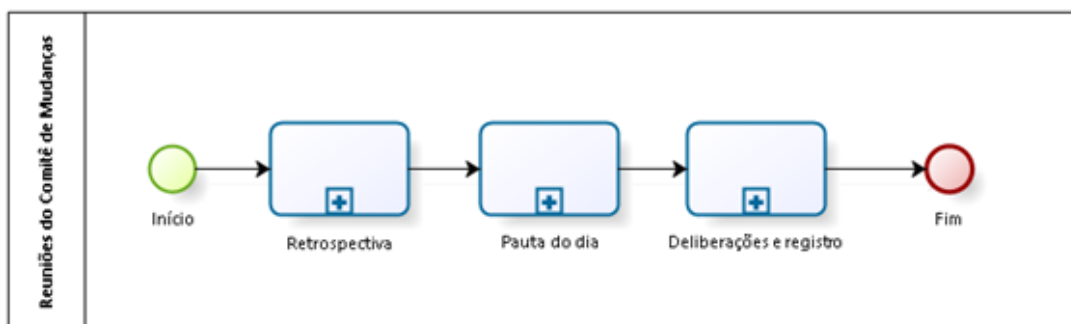 Reuniões do Comitê de Mudanças
Início
Retrospectiva
Pauta do dia
Deliberações e registro
Fim